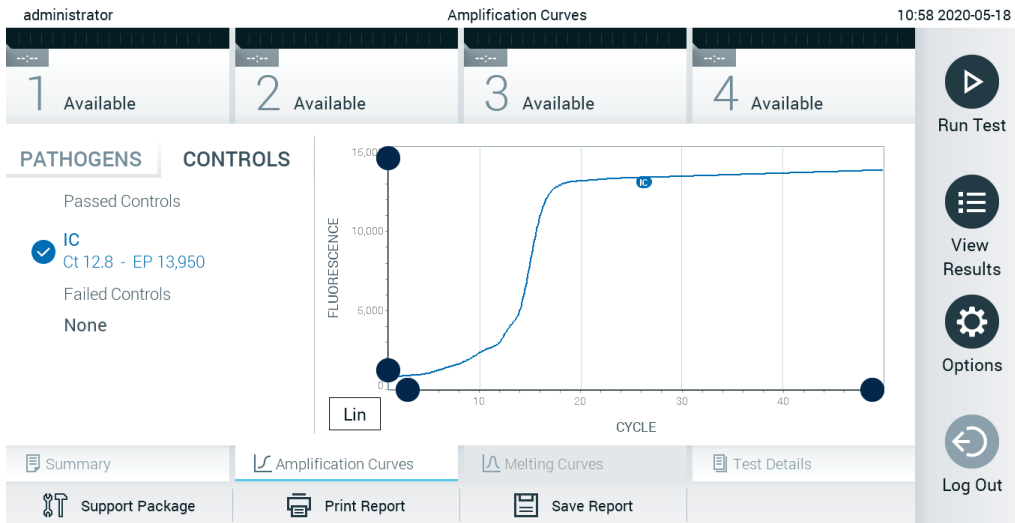 administrator
Amplification Curves
10:58 2020-05-18
--:--
--:--
--:--
--:--
1 Available
2 Available
3 Available
4 Available
Run Test
PATHOGENS
CONTROLS
Passed Controls
IC
Ct 12.8 - EP 13,950
Failed Controls
None
FLUORESCENCE
10,000
5,000
0
IC
10
20
30
40
CYCLE
Lin
View
Results
Options
Log Out
Summary
Amplification Curves
Melting Curves
Test Details
Support Package
Print Report
Save Report